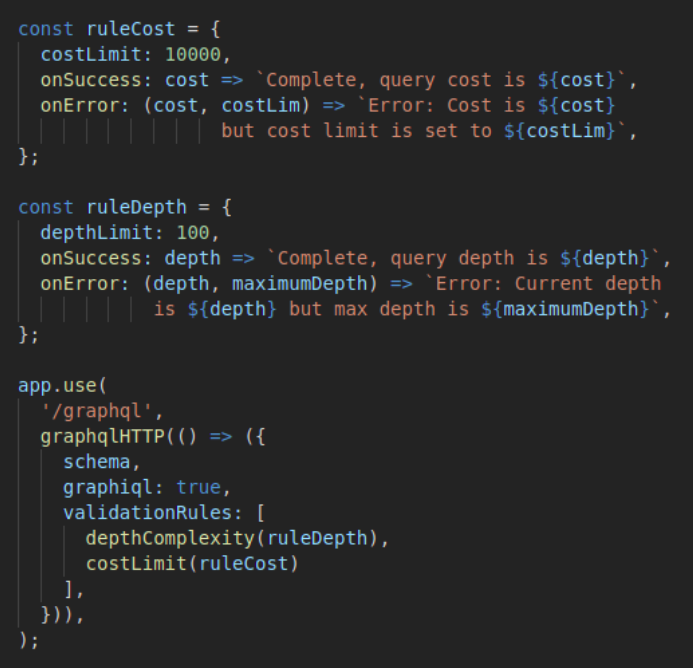 const ruleCost = {
  costLimit: 10000,
  onSuccess: cost => `Complete, query cost is ${cost}`,
  onError: (cost, costLim) => `Error: Cost is ${cost}
                  but cost limit is set to ${costLim}`,
};

const ruleDepth = {
  depthLimit: 100,
  onSuccess: depth => `Complete, query depth is ${depth}`,
  onError: (depth, maximumDepth) => `Error: Current depth
            is ${depth} but max depth is ${maximumDepth}`,
};

app.use(
  '/graphql',
  graphqlHTTP(() => ({
    schema,
    graphiql: true,
    validationRules: [
      depthComplexity(ruleDepth),
      costLimit(ruleCost)
    ],
  })),
);